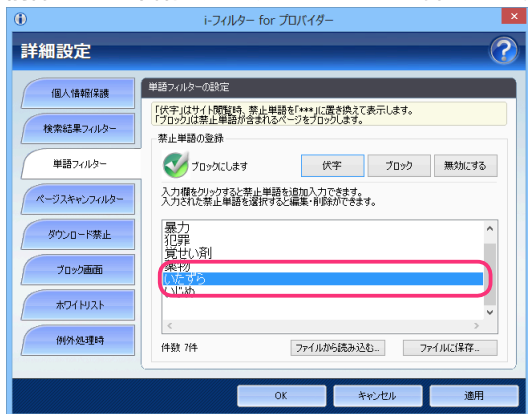 i-フィルター for プロバイダー
詳細設定
個人情報保護
検索結果フィルター
単語フィルター
ページスキャンフィルター
ダウンロード禁止
ブロック画面
ホワイトリスト
例外処理時
単語フィルターの設定
「伏字」はサイト閲覧時、禁止単語を「***」に置き換えて表示します。
「ブロック」は禁止単語が含まれるページをブロックします。
禁止単語の登録
ブロックにします
伏字
ブロック
無効にする
入力欄をクリックすると禁止単語を追加入力できます。
入力された禁止単語を選択すると編集・削除ができます。
暴力
犯罪
覚せい剤
薬物
いたずら
いじめ
件数 7件
ファイルから読み込む...
ファイルに保存...
OK
キャンセル
適用